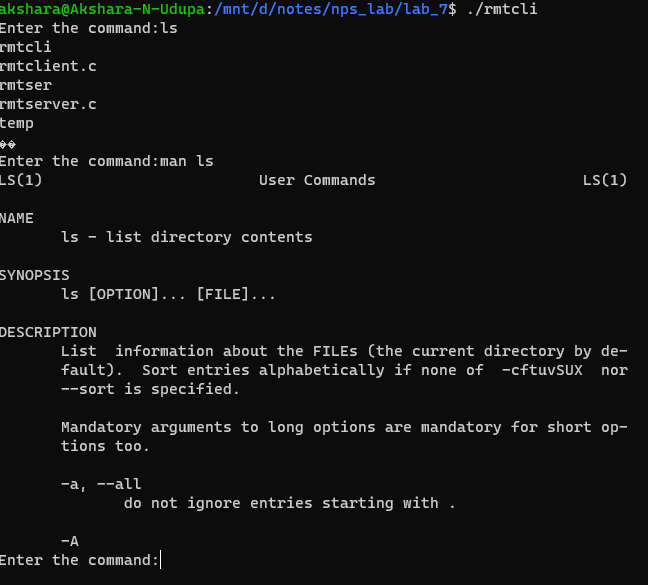 akshara@Akshara-N-Udupa:/mnt/d/notes/nps_lab/lab_7$ ./rmtcli
Enter the command:ls
rmtcli
rmtclient.c
rmtser
rmtserver.c
temp
��
Enter the command:man ls
LS(1)                          User Commands                         LS(1)
NAME
       ls - list directory contents
SYNOPSIS
       ls [OPTION]... [FILE]...
DESCRIPTION
       List  information about the FILEs (the current directory by de-
       fault).  Sort entries alphabetically if none of  -cftuvSUX  nor
       --sort is specified.
       Mandatory arguments to long options are mandatory for short op-
       tions too.
       -a, --all
              do not ignore entries starting with .
       -A
Enter the command: